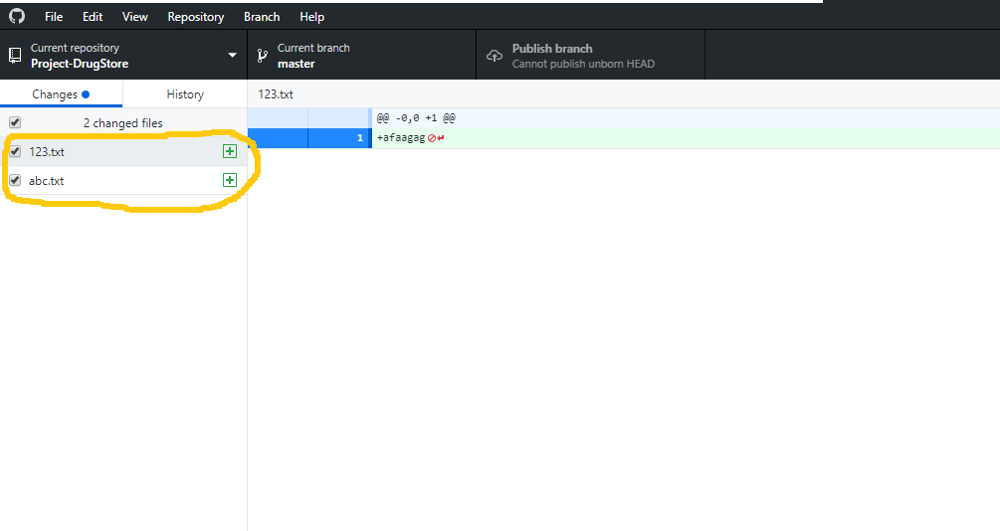 File Edit View Repository Branch Help
Current repository
Project-DrugStore
Current branch
master
Publish branch
Cannot publish unborn HEAD
Changes
History
123.txt
2 changed files
@@ -0,0 +1 @@
123.txt
1 +afaagag
abc.txt